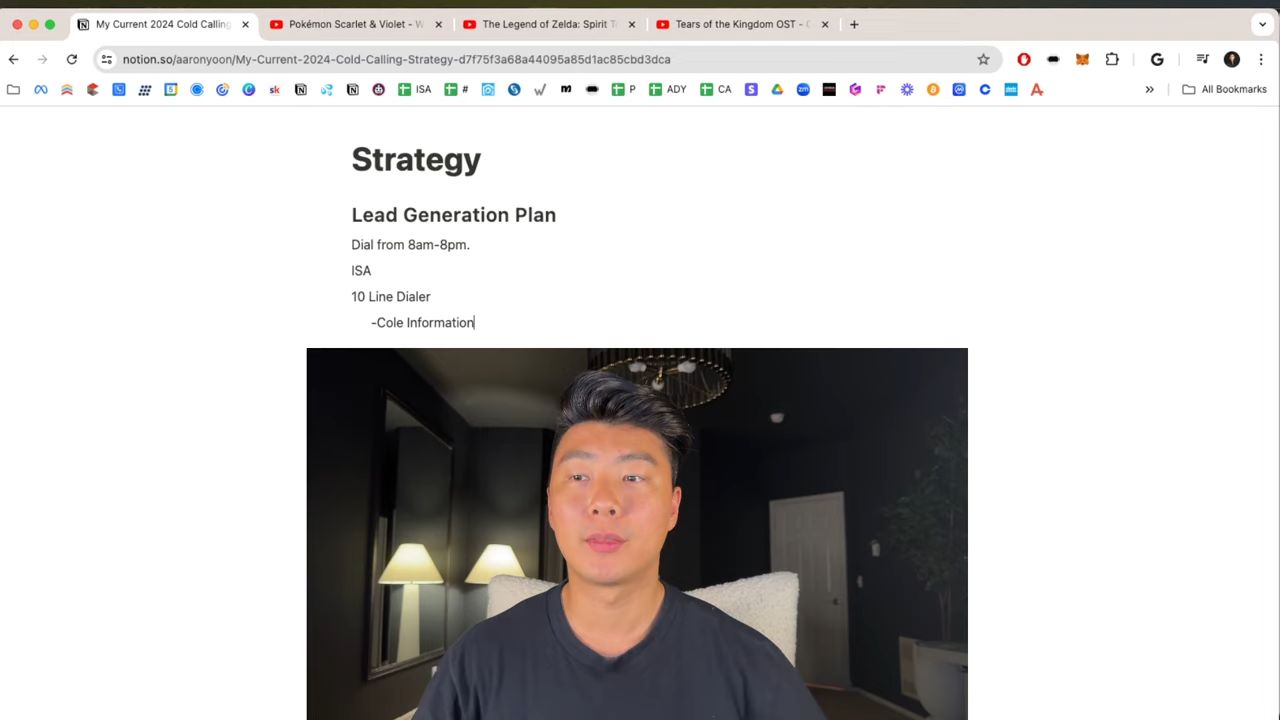 My Current 2024 Cold Calling
Pokémon Scarlet & Violet - W
The Legend of Zelda: Spirit T
Tears of the Kingdom OST -
notion.so/aaronyoon/My-Current-2024-Cold-Calling-Strategy-d7f75f3a68a44095a85d1ac85cbd3dca
sk
ISA
#
P
ADY
CA
S
zm
All Bookmarks
Strategy
Lead Generation Plan
Dial from 8am-8pm.
ISA
10 Line Dialer
-Cole Information